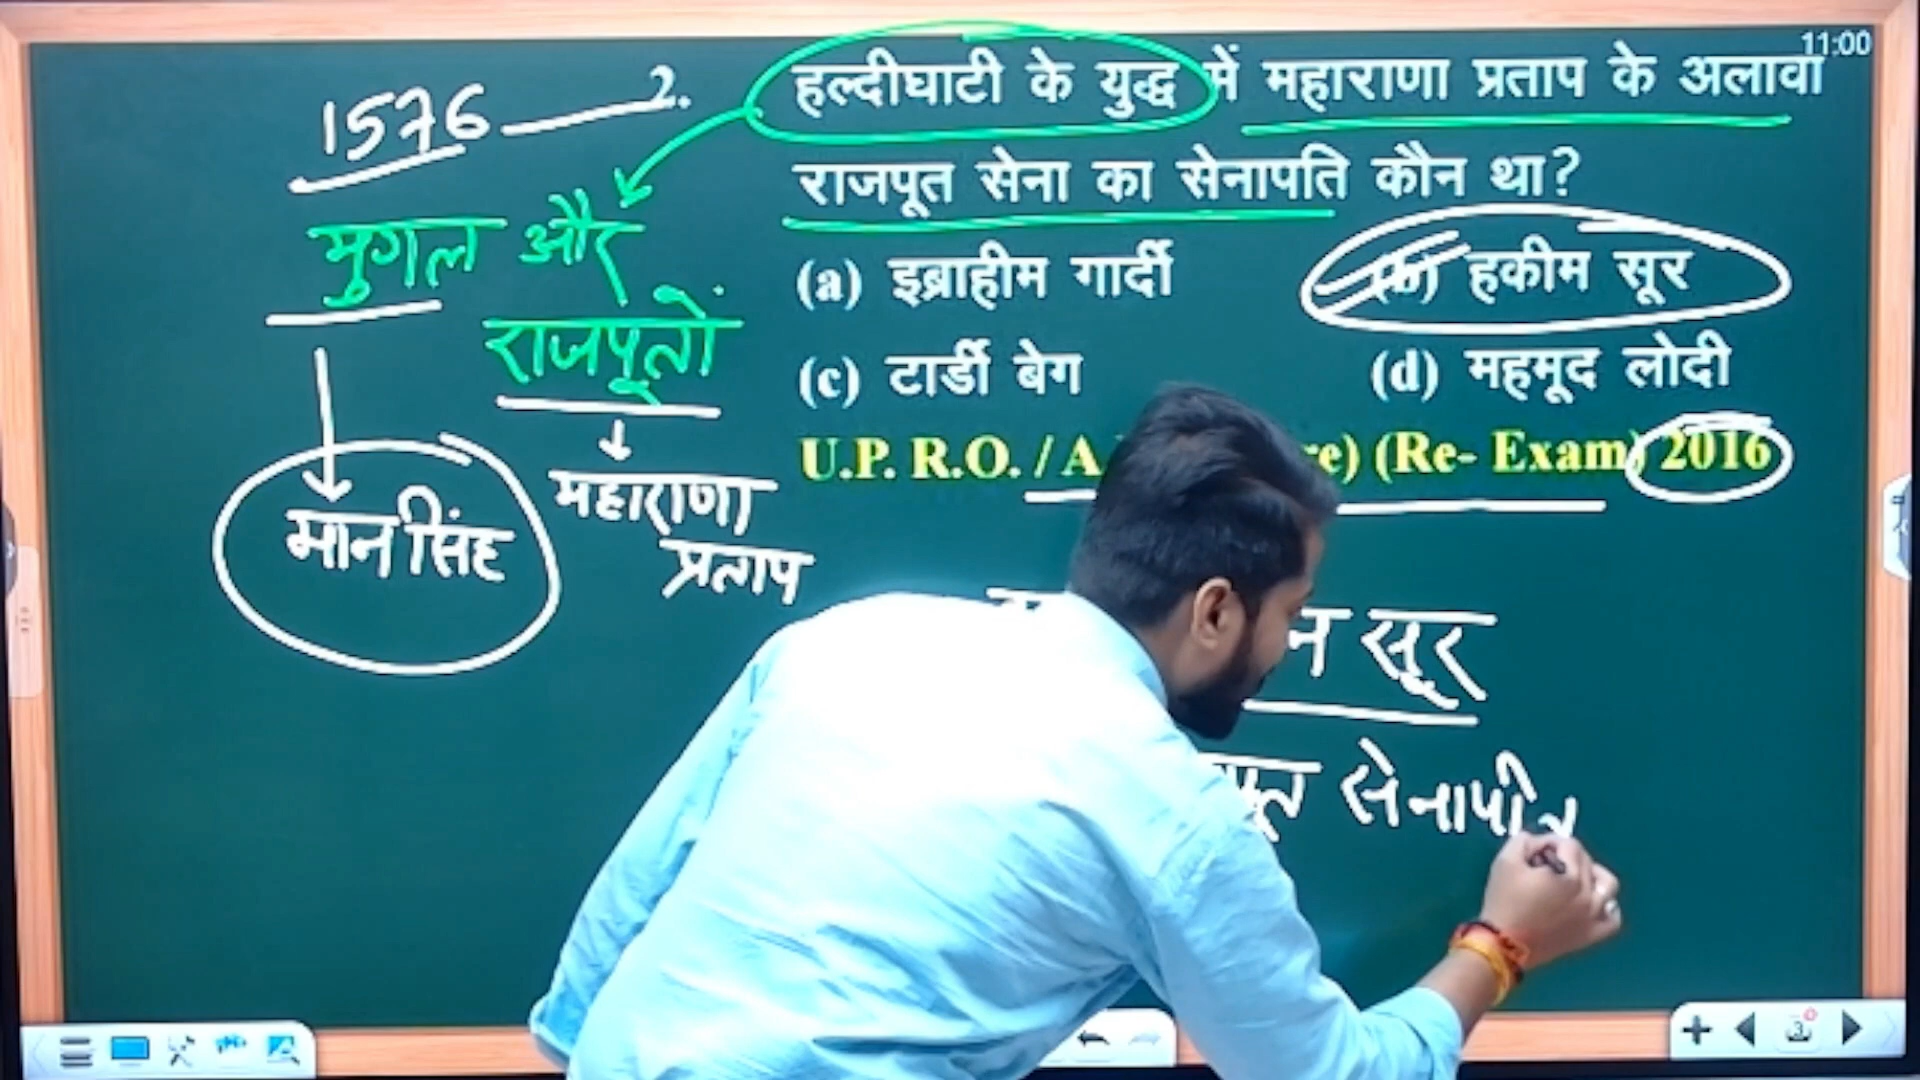 11:00
1576
2. हल्दीघाटी के युद्ध में महाराणा प्रताप के अलावा
राजपूत सेना का सेनापति कौन था?
(a) इब्राहीम गार्दी (b) हकीम सूर
(c) टार्डी बेग (d) महमूद लोदी
U.P. R.O. / A (Re- Exam) 2016
मुगल और
राजपूतों
मानसिंह
महाराणा
प्रताप
सूर
सेनापति
3